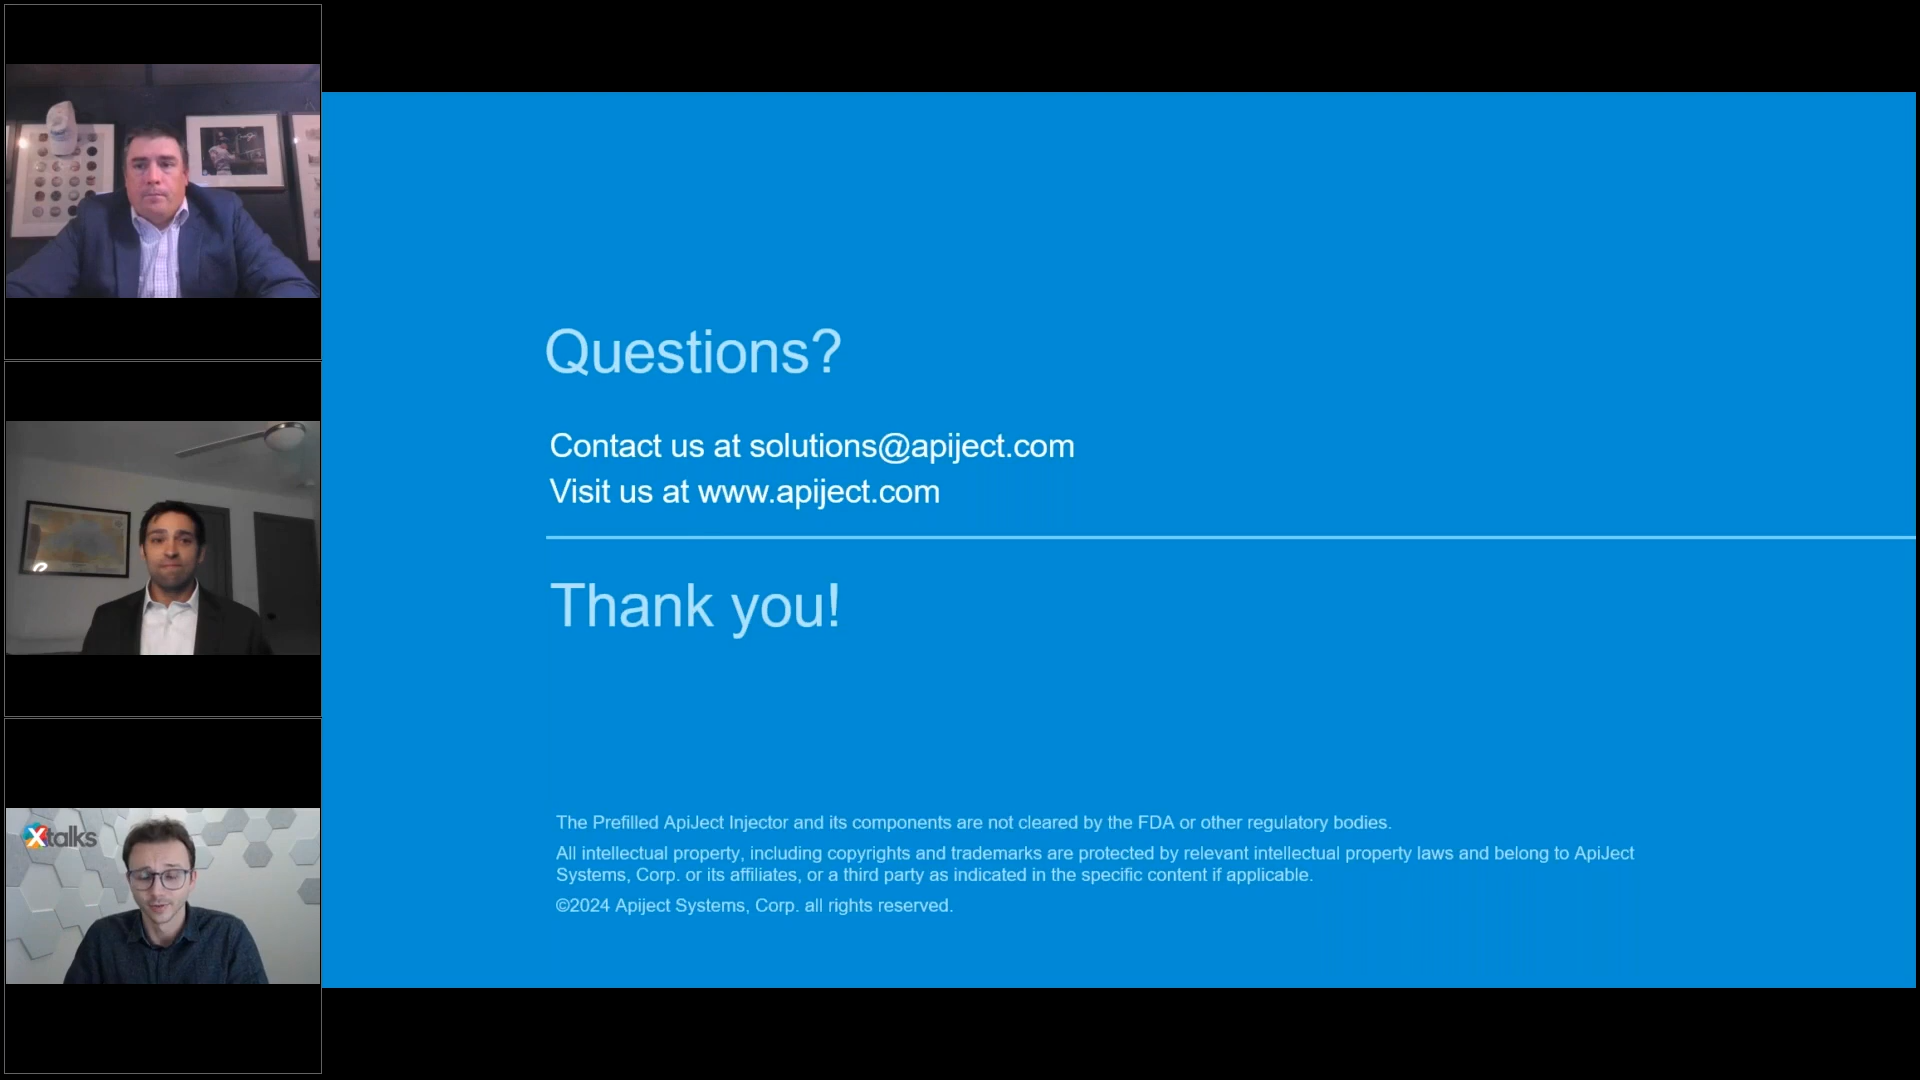 Xtalks
Questions?
Contact us at solutions@apiject.com
Visit us at www.apiject.com
Thank you!
The Prefilled ApiJect Injector and its components are not cleared by the FDA or other regulatory bodies.
All intellectual property, including copyrights and trademarks are protected by relevant intellectual property laws and belong to ApiJect
Systems, Corp. or its affiliates, or a third party as indicated in the specific content if applicable.
©2024 Apiject Systems, Corp. all rights reserved.